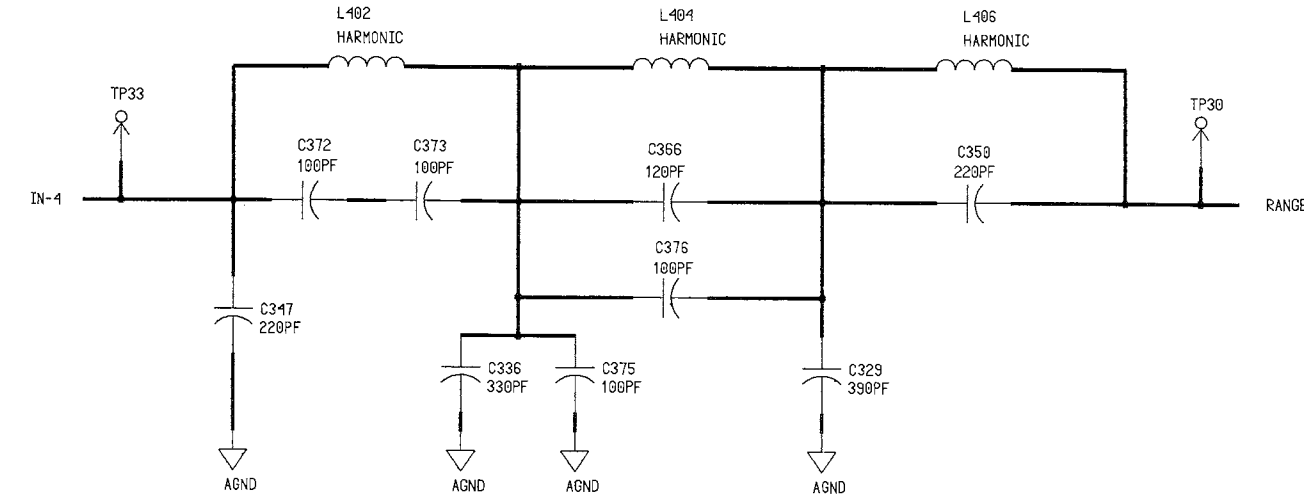 L402
HARMONIC
L404
HARMONIC
L406
HARMONIC
TP33
TP30
C372
100PF
C373
100PF
C366
120PF
C350
220PF
IN-4
RANGE
C376
100PF
C347
220PF
C336
330PF
C375
100PF
C329
390PF
AGND
AGND
AGND
AGND